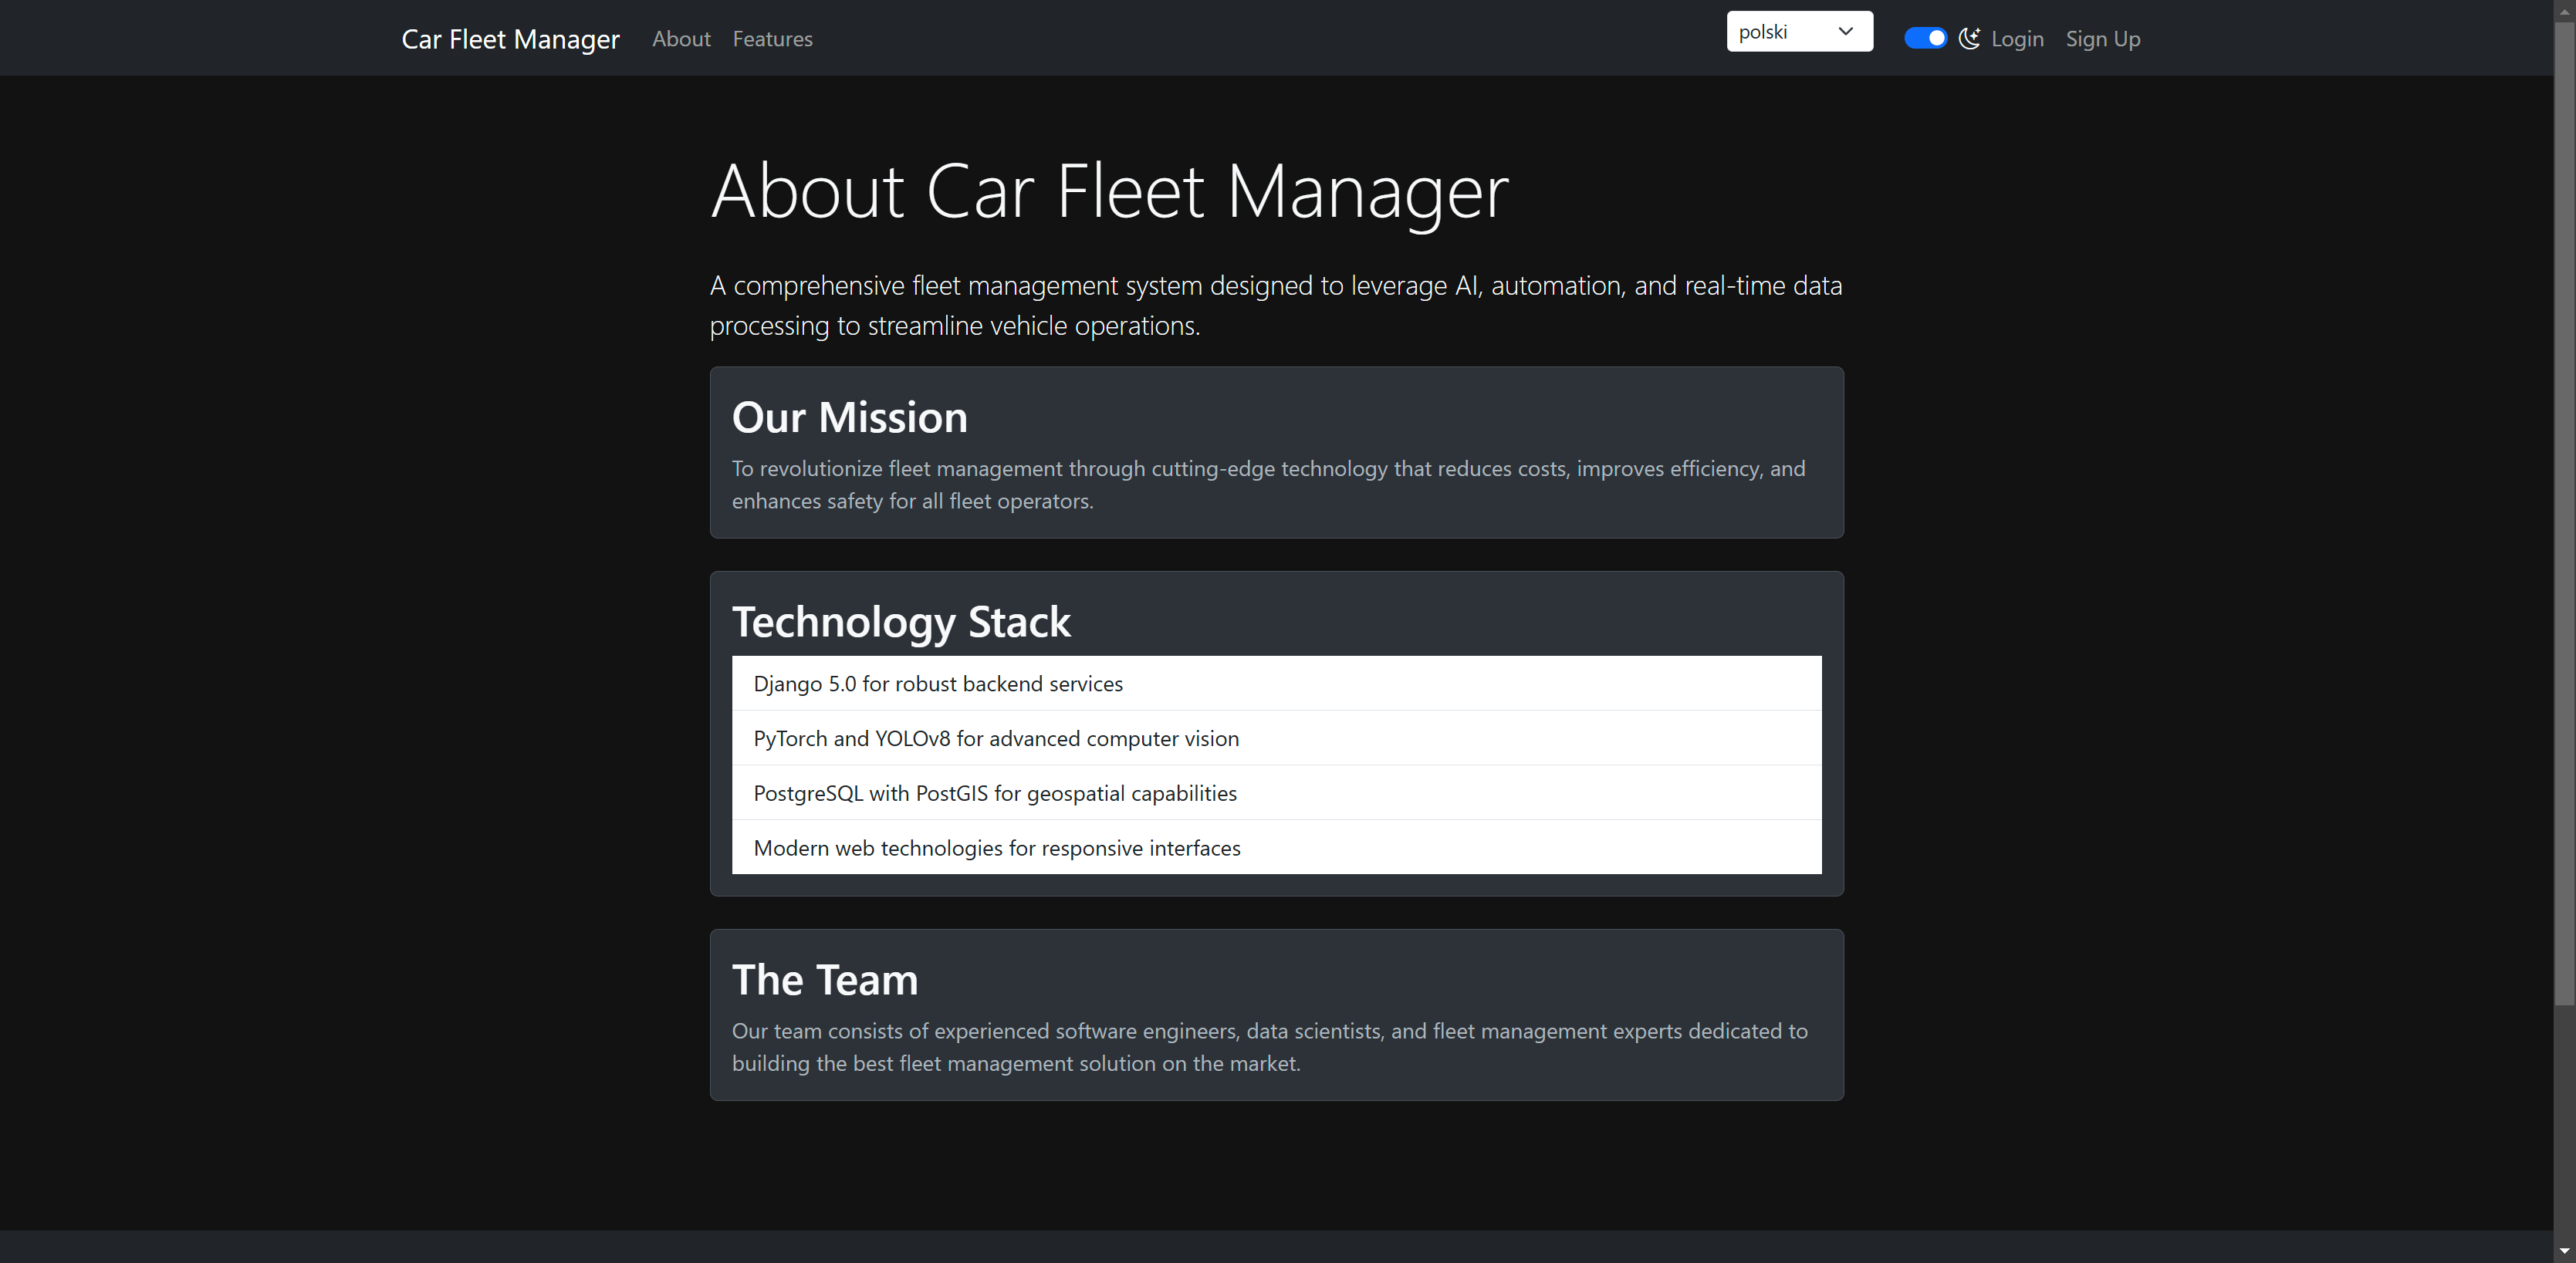 Car Fleet Manager About Features polski Login Sign Up
About Car Fleet Manager
A comprehensive fleet management system designed to leverage AI, automation, and real-time data
processing to streamline vehicle operations.
Our Mission
To revolutionize fleet management through cutting-edge technology that reduces costs, improves efficiency, and
enhances safety for all fleet operators.
Technology Stack
Django 5.0 for robust backend services
PyTorch and YOLOv8 for advanced computer vision
PostgreSQL with PostGIS for geospatial capabilities
Modern web technologies for responsive interfaces
The Team
Our team consists of experienced software engineers, data scientists, and fleet management experts dedicated to
building the best fleet management solution on the market.